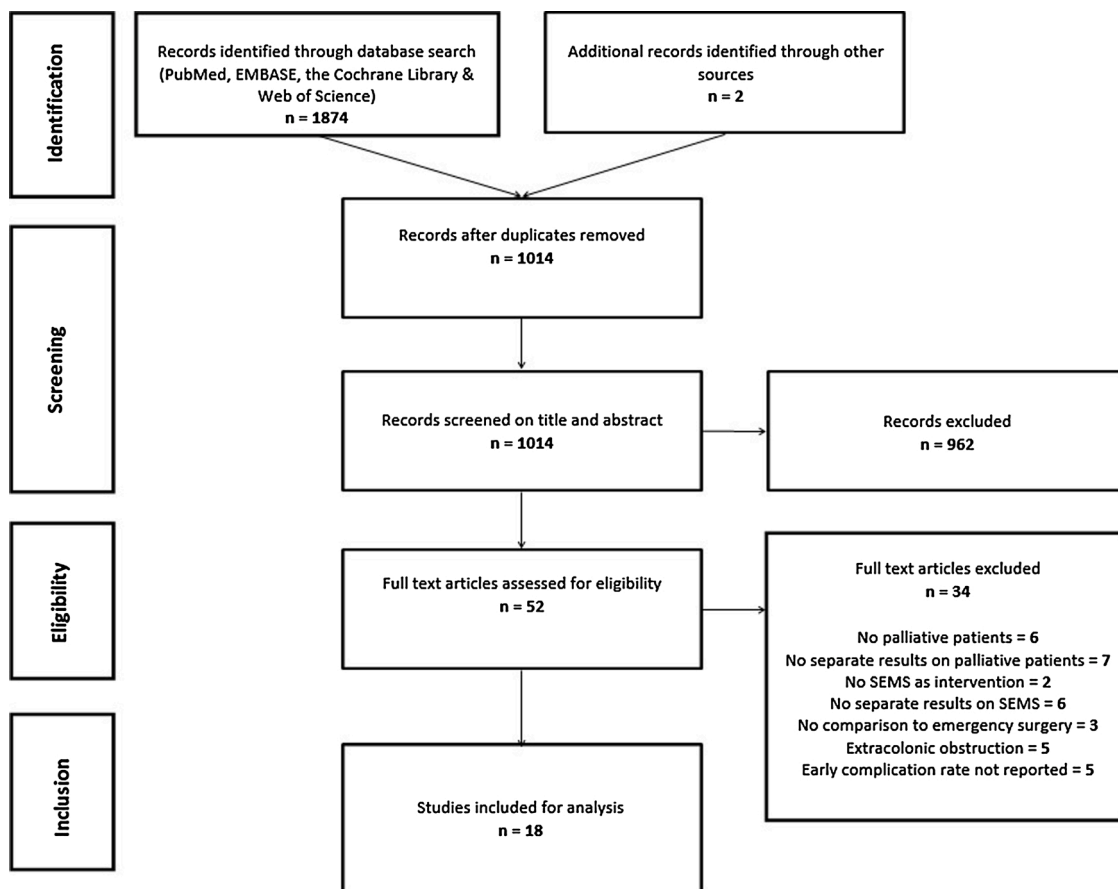 Identification
Records identified through database search
(PubMed, EMBASE, the Cochrane Library &
Web of Science)
n = 1874
Additional records identified through other
sources
n = 2
Screening
Records after duplicates removed
n = 1014
Records screened on title and abstract
n = 1014
Records excluded
n = 962
Eligibility
Full text articles assessed for eligibility
n = 52
Full text articles excluded
n = 34
No palliative patients = 6
No separate results on palliative patients = 7
No SEMS as intervention = 2
No separate results on SEMS = 6
No comparison to emergency surgery = 3
Extracolonic obstruction = 5
Early complication rate not reported = 5
Inclusion
Studies included for analysis
n = 18